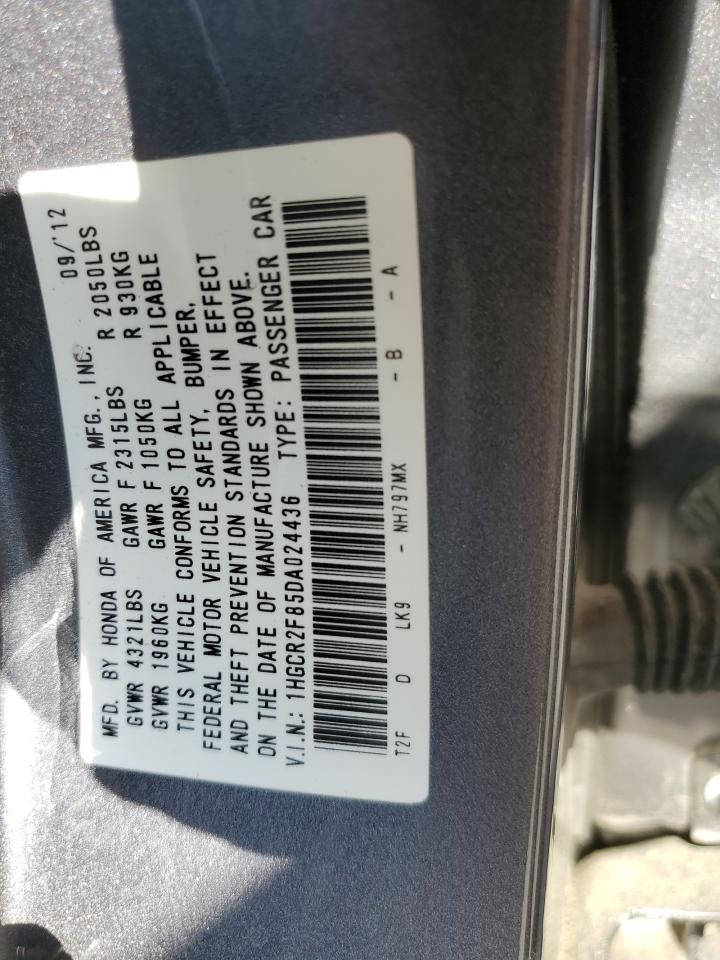 MFD. BY HONDA OF AMERICA MFG., INC. 09/'12
GVWR 4321LBS GAWR F 2315LBS R 2050LBS
GVWR 1960KG GAWR F 1050KG R 930KG
THIS VEHICLE CONFORMS TO ALL APPLICABLE
FEDERAL MOTOR VEHICLE SAFETY, BUMPER,
AND THEFT PREVENTION STANDARDS IN EFFECT
ON THE DATE OF MANUFACTURE SHOWN ABOVE.
V.I.N.: 1HGCR2F85DA024436 TYPE: PASSENGER CAR
T2F D LK9 - NH797MX - B - A